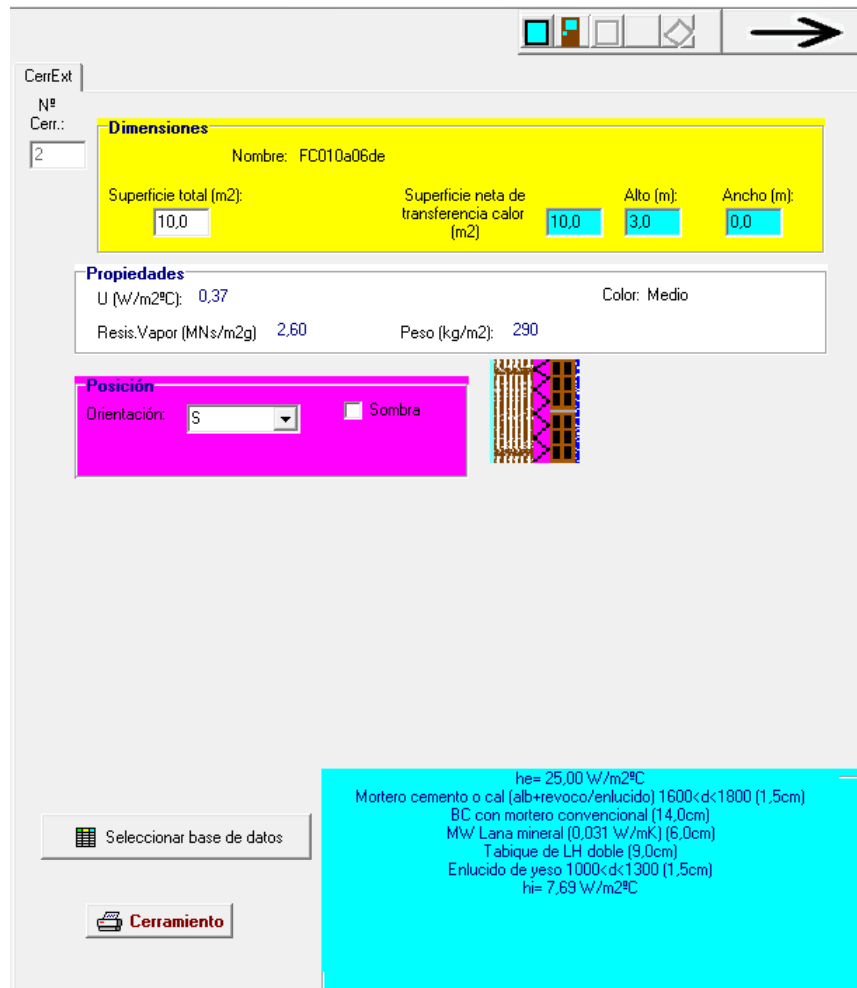 CerrExt
Nº
Cerr.:
2
Dimensiones
Nombre: FC010a06de
Superficie total (m2):
10,0
Superficie neta de
transferencia calor
(m2)
10,0
Alto (m):
3,0
Ancho (m):
0,0
Propiedades
U (W/m2ºC): 0,37
Color: Medio
Resis.Vapor (MNs/m2g) 2,60
Peso (kg/m2): 290
Posición
Orientación: S
Sombra
Seleccionar base de datos
Cerramiento
he= 25,00 W/m2ºC
Mortero cemento o cal (alb+revoco/enlucido) 1600<d<1800 (1,5cm)
BC con mortero convencional (14,0cm)
MW Lana mineral (0,031 W/mK) (6,0cm)
Tabique de LH doble (9,0cm)
Enlucido de yeso 1000<d<1300 (1,5cm)
hi= 7,69 W/m2ºC